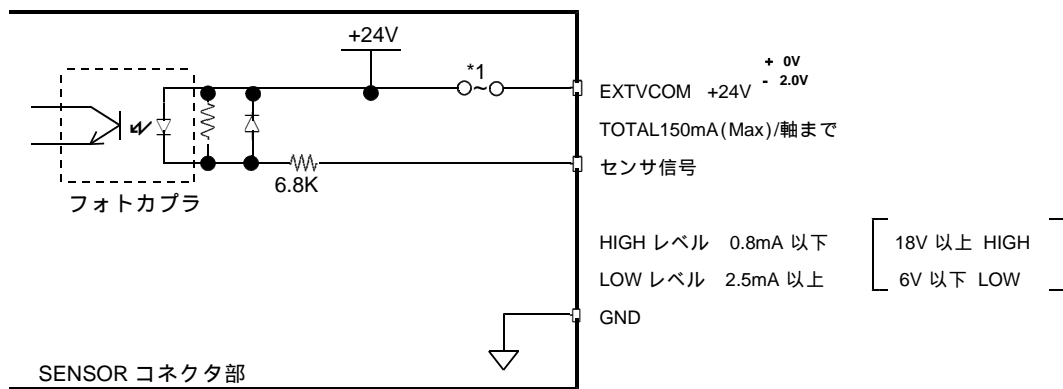 +24V
*1
+ 0V
- 2.0V
EXTVCOM +24V
TOTAL150mA(Max)/軸まで
センサ信号
6.8K
フォトカプラ
HIGH レベル 0.8mA 以下 18V 以上 HIGH
LOW レベル 2.5mA 以上 6V 以下 LOW
GND
SENSOR コネクタ部